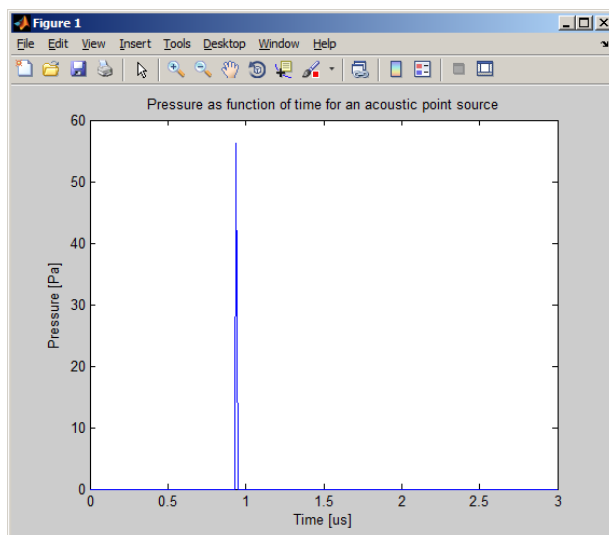 Figure 1
File Edit View Insert Tools Desktop Window Help
Pressure as function of time for an acoustic point source
60
50
40
30
20
10
0
Pressure [Pa]
0 0.5 1 1.5 2 2.5 3
Time [us]